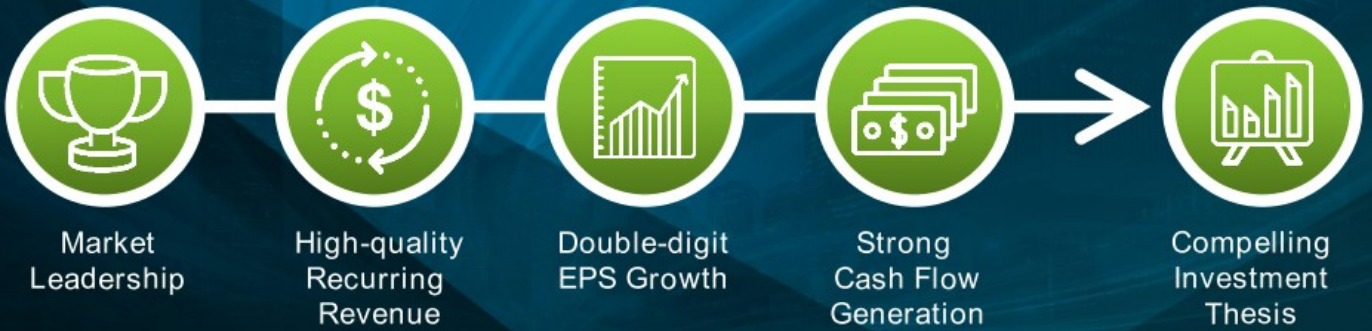 $
$
Market
Leadership
High-quality
Recurring
Revenue
Double-digit
EPS Growth
Strong
Cash Flow
Generation
Compelling
Investment
Thesis